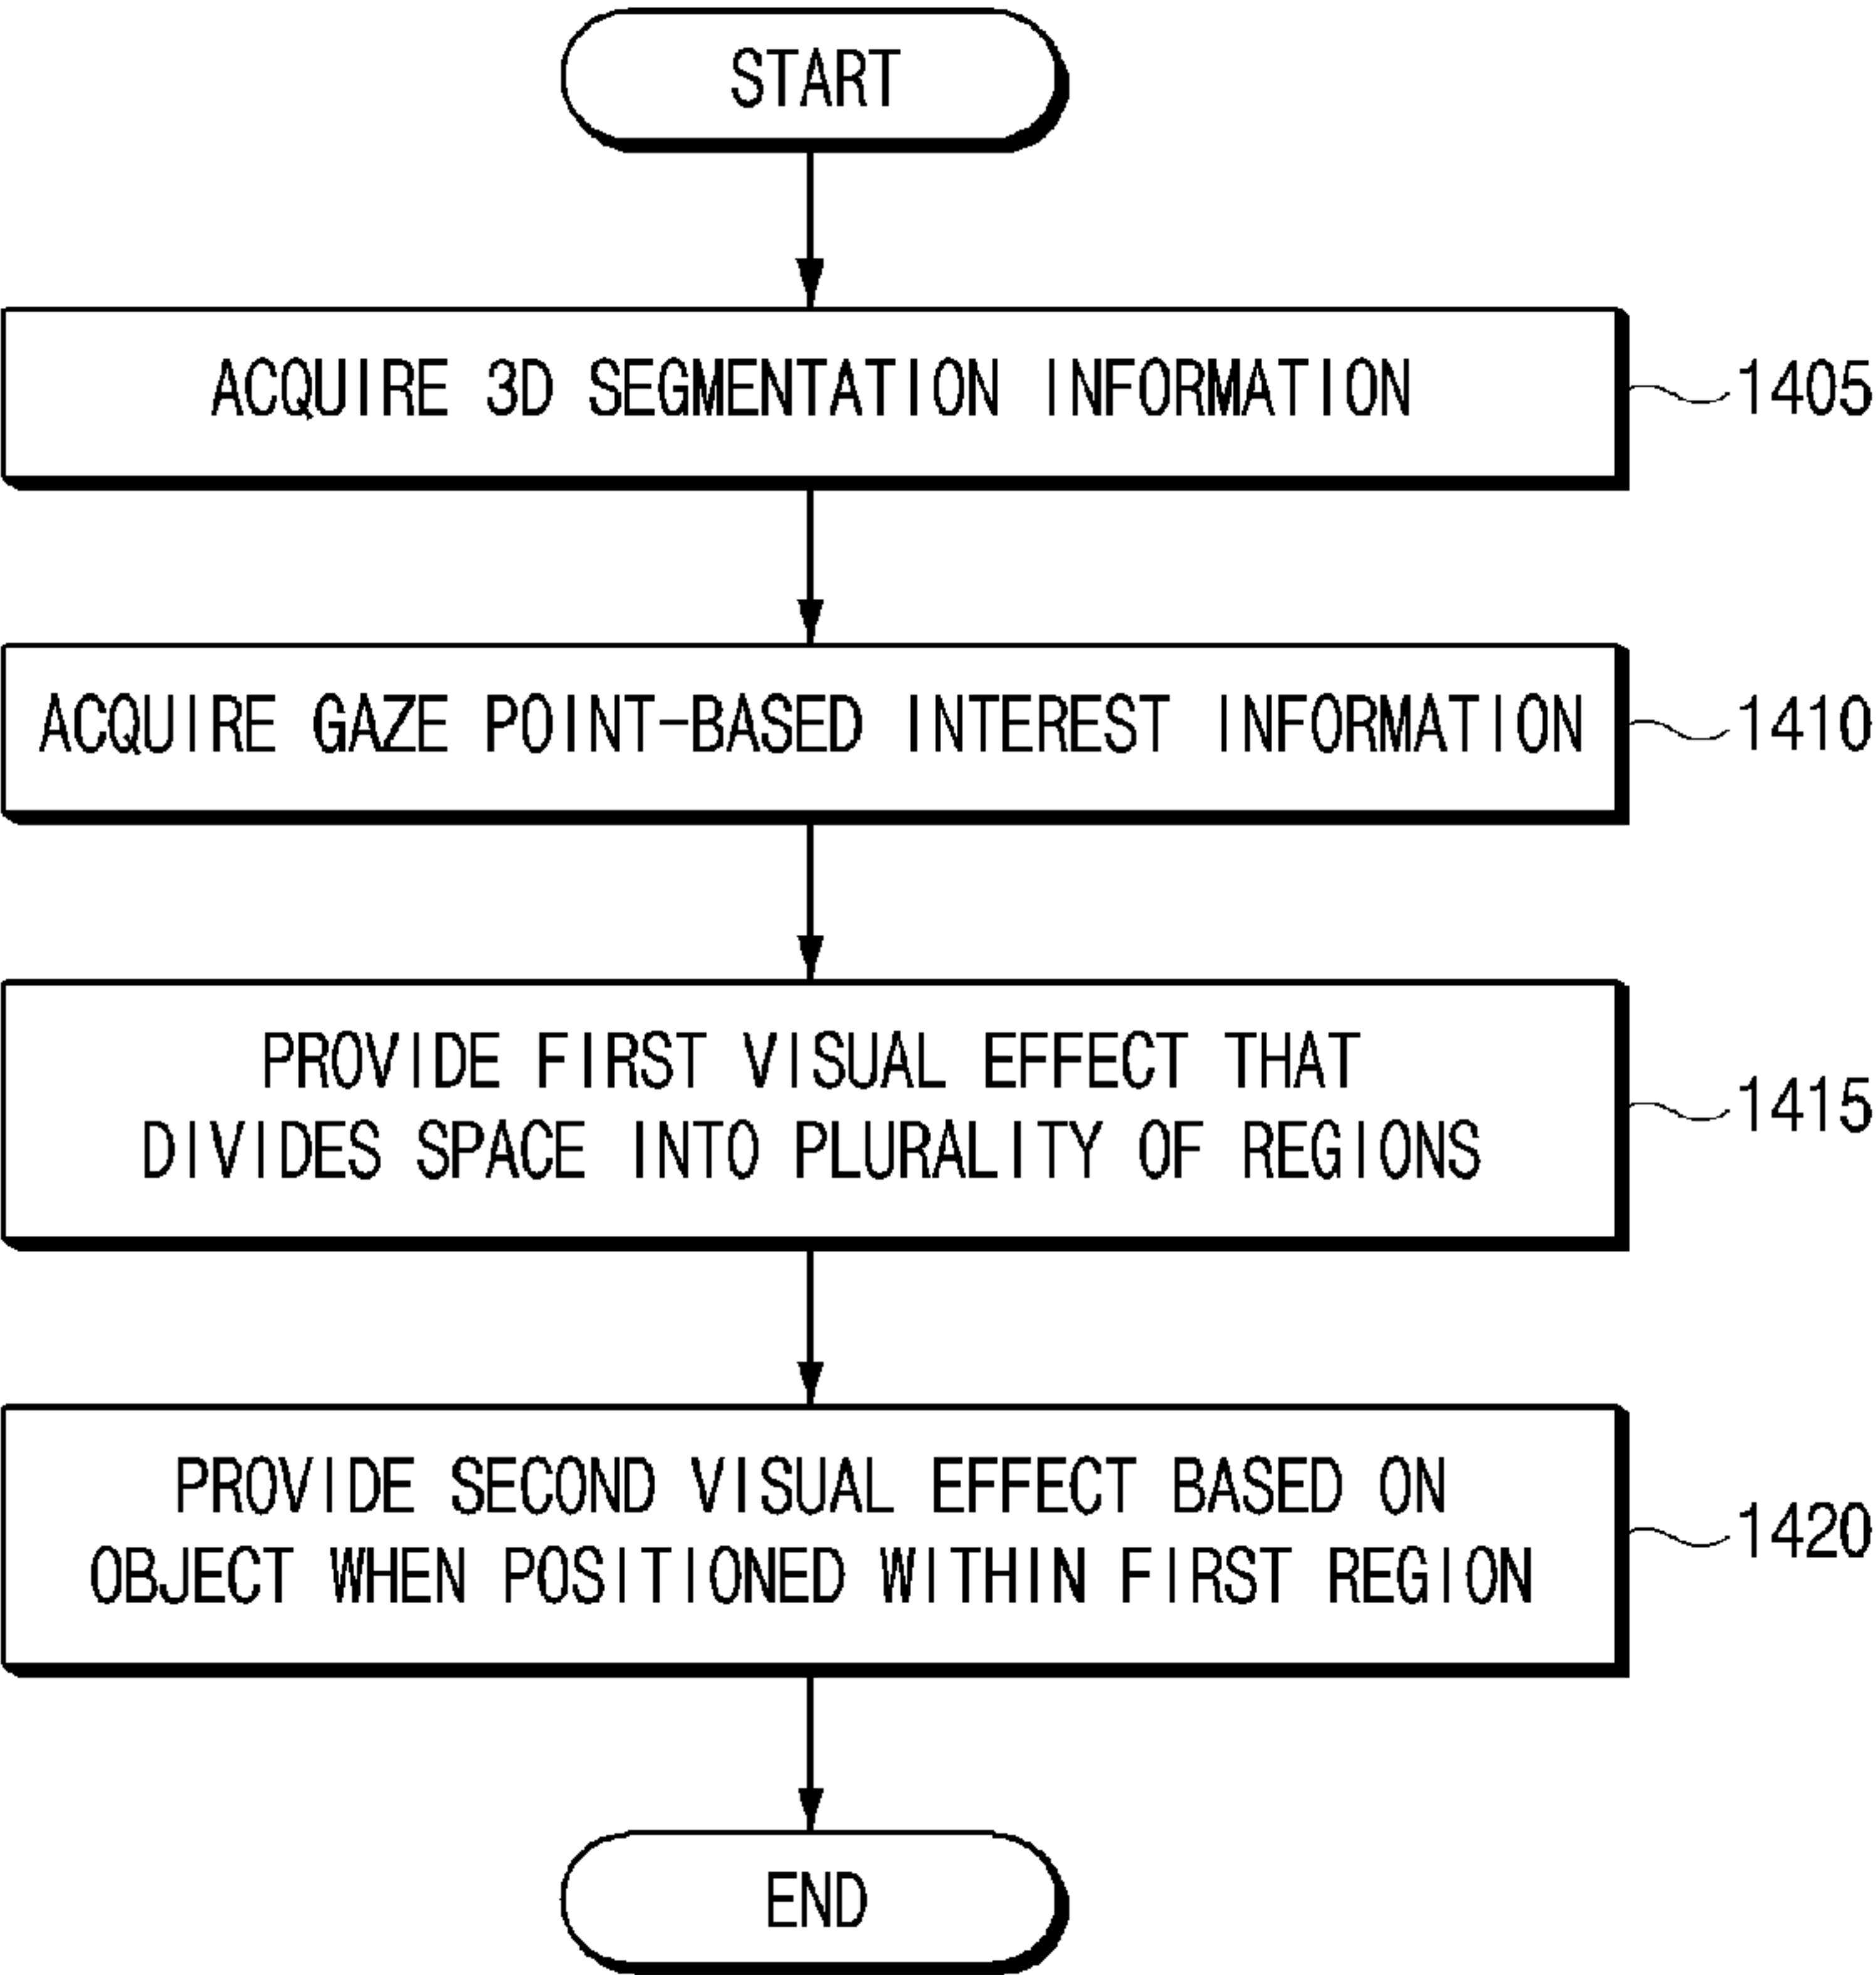 START
ACQUIRE 3D SEGMENTATION INFORMATION
1405
ACQUIRE GAZE POINT-BASED INTEREST INFORMATION
1410
PROVIDE FIRST VISUAL EFFECT THAT
DIVIDES SPACE INTO PLURALITY OF REGIONS
1415
PROVIDE SECOND VISUAL EFFECT BASED ON
OBJECT WHEN POSITIONED WITHIN FIRST REGION
1420
END